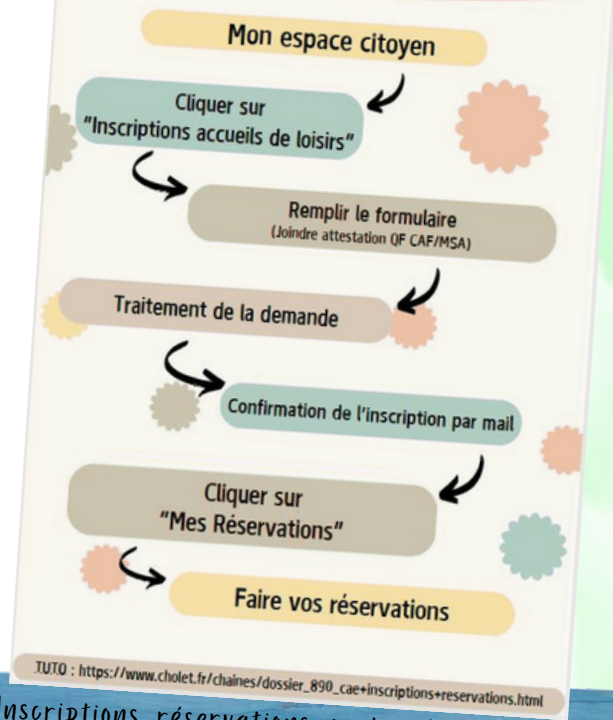 Mon espace citoyen
Cliquer sur
"Inscriptions accueils de loisirs"
Remplir le formulaire
(Joindre attestation QF CAF/MSA)
Traitement de la demande
Confirmation de l'inscription par mail
Cliquer sur
"Mes Réservations"
Faire vos réservations
TUTO : https://www.cholet.fr/chaines/dossier_890_cae+inscriptions+reservations.html
Inscriptions, réservations